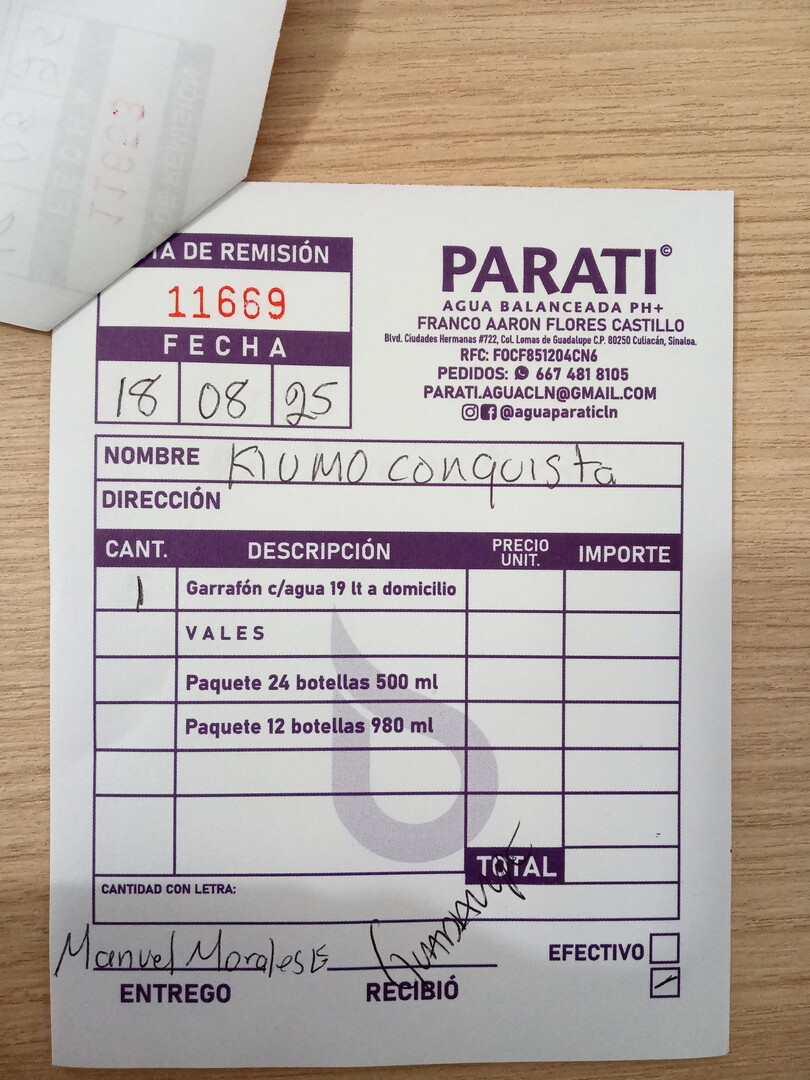 TA DE REMISIÓN
11669
FECHA
18 08 25
PARATI©
AGUA BALANCEADA PH+
FRANCO AARON FLORES CASTILLO
Blvd. Ciudades Hermanas #722, Col. Lomas de Guadalupe C.P. 80250 Culiacán, Sinaloa.
RFC: FOCF851204CN6
PEDIDOS: 667 481 8105
PARATI.AGUACLN@GMAIL.COM
@aguaparaticln
NOMBRE KIUMO conquista
DIRECCIÓN
CANT. DESCRIPCIÓN PRECIO UNIT. IMPORTE
1 Garrafón c/agua 19 lt a domicilio
VALES
Paquete 24 botellas 500 ml
Paquete 12 botellas 980 ml
TOTAL
CANTIDAD CON LETRA:
Manuel Morales E
EFECTIVO
ENTREGO RECIBIÓ